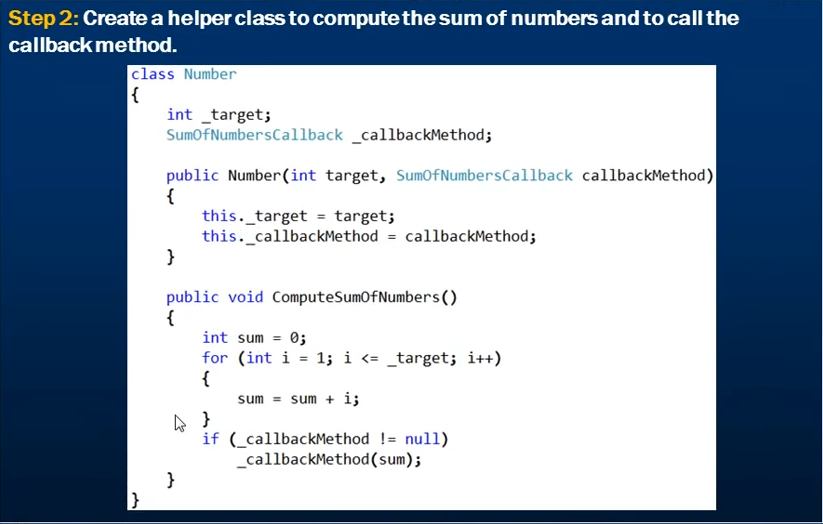 Step 2: Create a helper class to compute the sum of numbers and to call the
callback method.
class Number
{
    int _target;
    SumOfNumbersCallback _callbackMethod;

    public Number(int target, SumOfNumbersCallback callbackMethod)
    {
        this._target = target;
        this._callbackMethod = callbackMethod;
    }

    public void ComputeSumOfNumbers()
    {
        int sum = 0;
        for (int i = 1; i <= _target; i++)
        {
            sum = sum + i;
        }
        if (_callbackMethod != null)
            _callbackMethod(sum);
    }
}